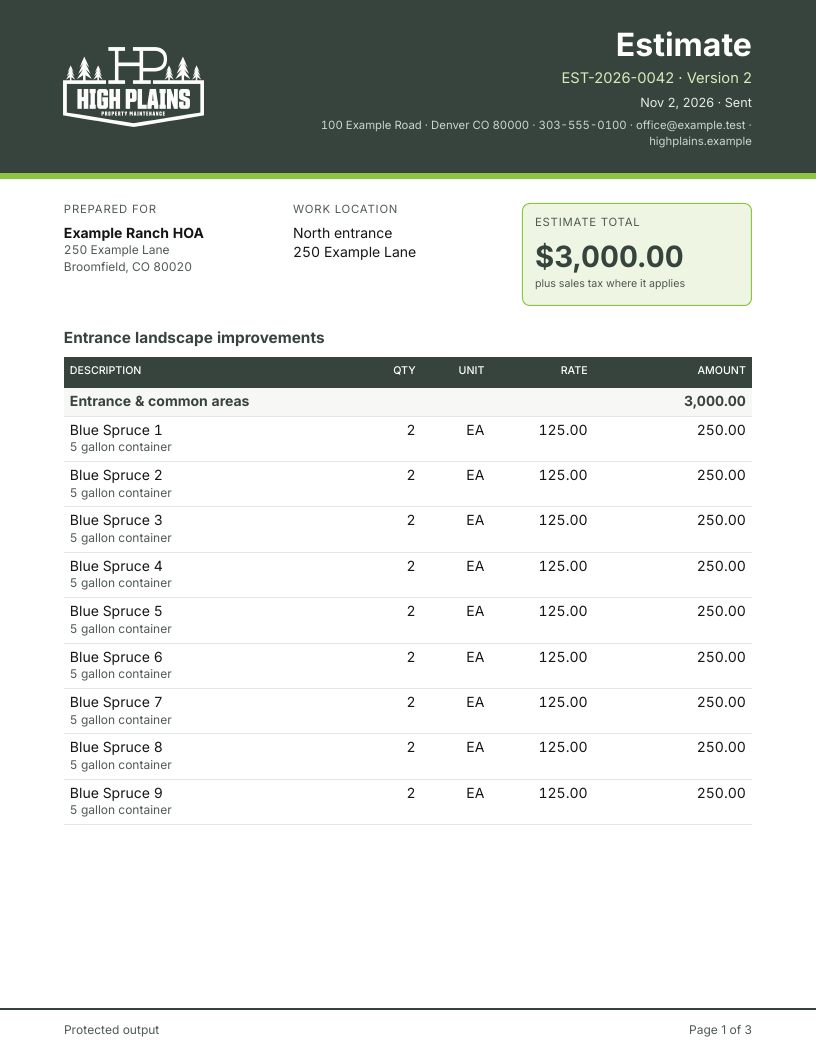 HP
HIGH PLAINS
PROPERTY MAINTENANCE
Estimate
EST-2026-0042 · Version 2
Nov 2, 2026 · Sent
100 Example Road · Denver CO 80000 · 303-555-0100 · office@example.test ·
highplains.example
PREPARED FOR
Example Ranch HOA
250 Example Lane
Broomfield, CO 80020
WORK LOCATION
North entrance
250 Example Lane
ESTIMATE TOTAL
$3,000.00
plus sales tax where it applies
Entrance landscape improvements
DESCRIPTION QTY UNIT RATE AMOUNT
Entrance & common areas 3,000.00
Blue Spruce 1 2 EA 125.00 250.00
5 gallon container
Blue Spruce 2 2 EA 125.00 250.00
5 gallon container
Blue Spruce 3 2 EA 125.00 250.00
5 gallon container
Blue Spruce 4 2 EA 125.00 250.00
5 gallon container
Blue Spruce 5 2 EA 125.00 250.00
5 gallon container
Blue Spruce 6 2 EA 125.00 250.00
5 gallon container
Blue Spruce 7 2 EA 125.00 250.00
5 gallon container
Blue Spruce 8 2 EA 125.00 250.00
5 gallon container
Blue Spruce 9 2 EA 125.00 250.00
5 gallon container
Protected output Page 1 of 3